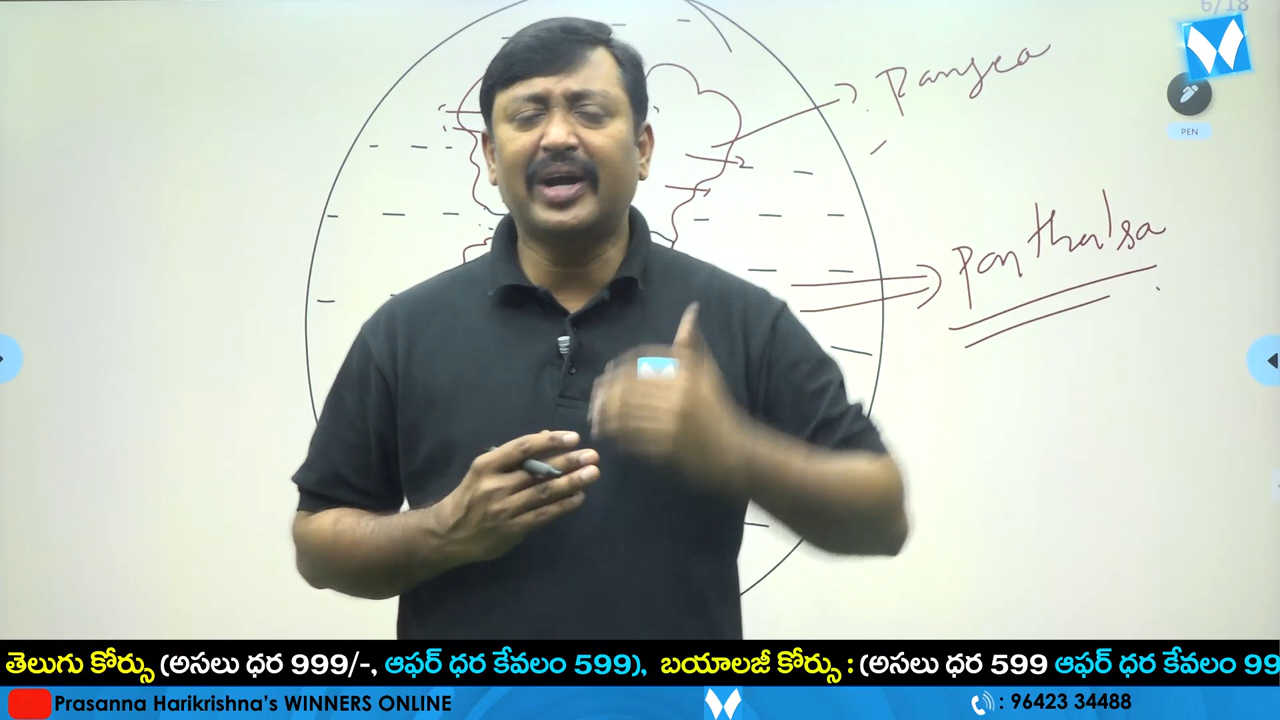 6/18
Pangea
PEN
Panthalsa
తెలుగు కోర్సు (అసలు ధర 999/-, ఆఫర్ ధర కేవలం 599), బయాలజీ కోర్సు : (అసలు ధర 599 ఆఫర్ ధర కేవలం 99
Prasanna Harikrishna's WINNERS ONLINE
: 96423 34488